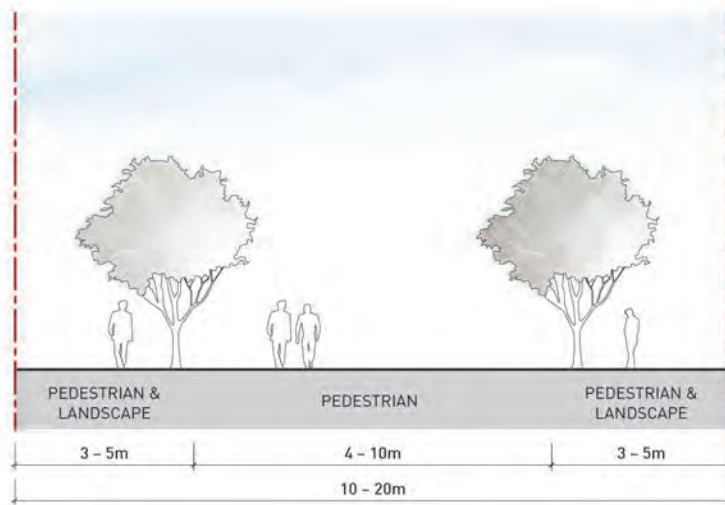 PEDESTRIAN &
LANDSCAPE
PEDESTRIAN
PEDESTRIAN &
LANDSCAPE
3 – 5m
4 – 10m
3 – 5m
10 – 20m